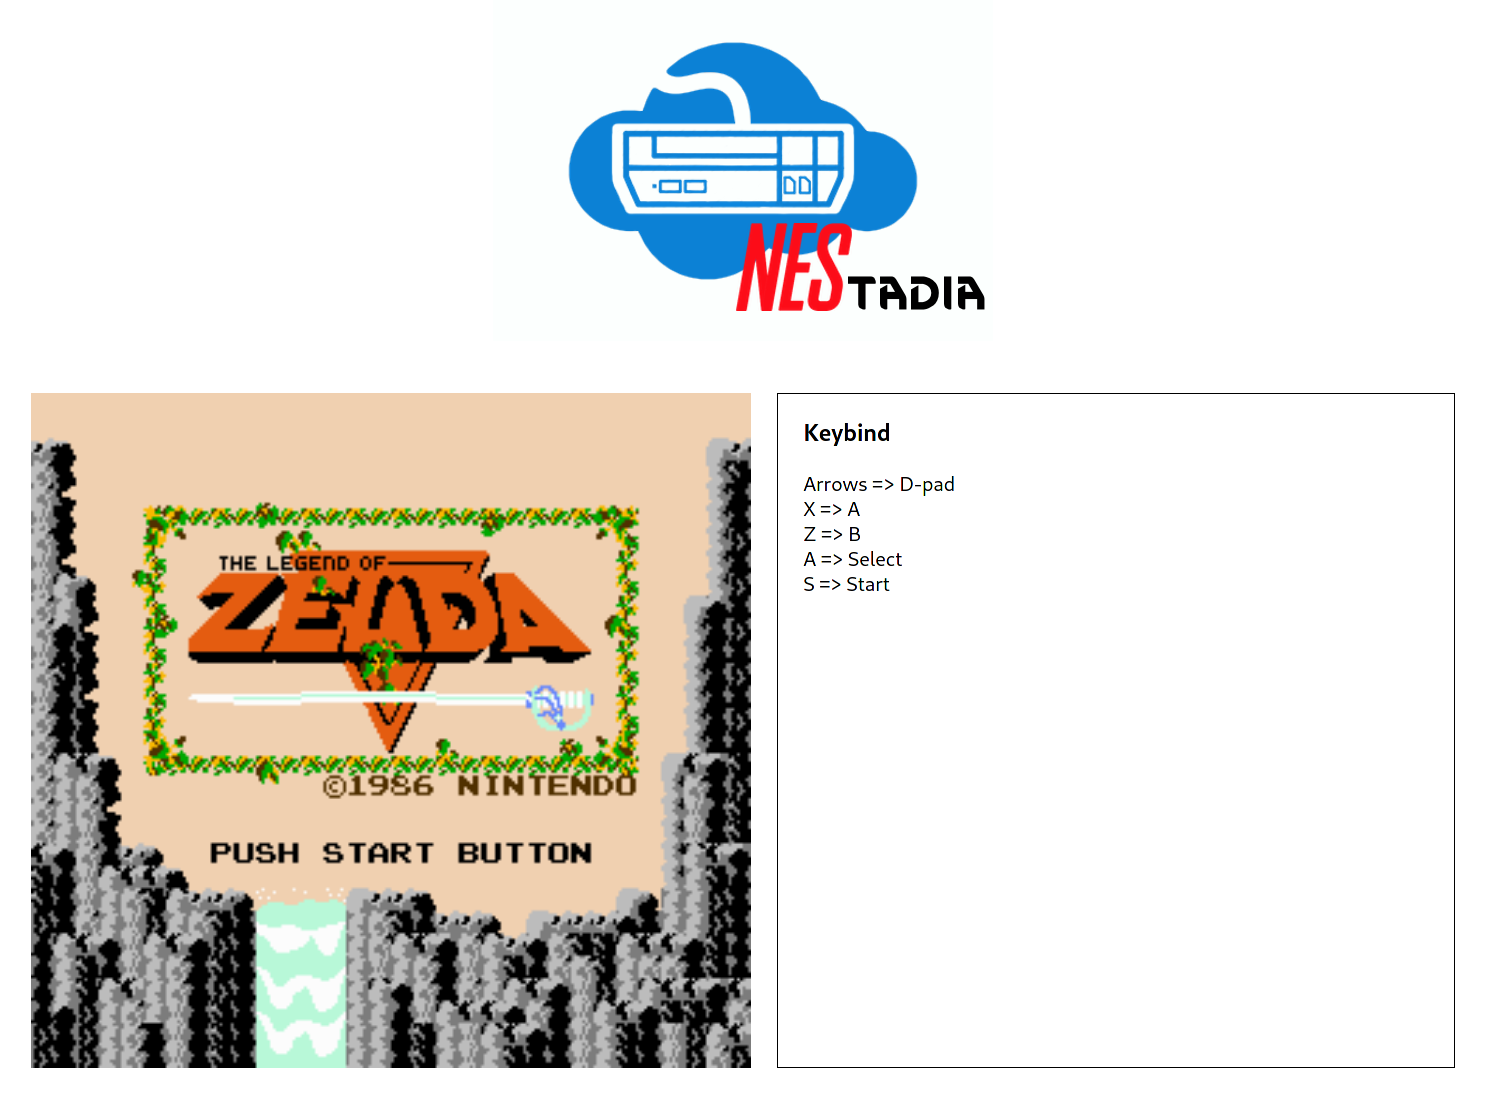 NESTADIA
THE LEGEND OF
ZELDA
©1986 NINTENDO
PUSH START BUTTON
Keybind
Arrows => D-pad
X => A
Z => B
A => Select
S => Start